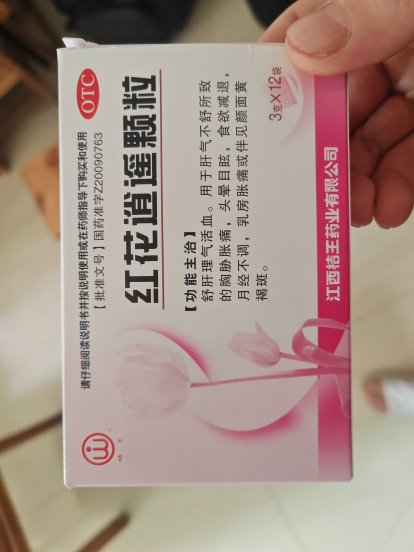 OTC
请仔细阅读说明书并按说明使用或在药师指导下购买和使用
【批准文号】国药准字Z20090763
红花逍遥颗粒
【功能主治】
舒肝理气活血。用于肝气不舒所致
的胸胁胀痛，头晕目眩，食欲减退，
月经不调，乳房胀痛或伴见颜面黄
褐斑。
3克×12袋
江西桔王药业有限公司
桔王